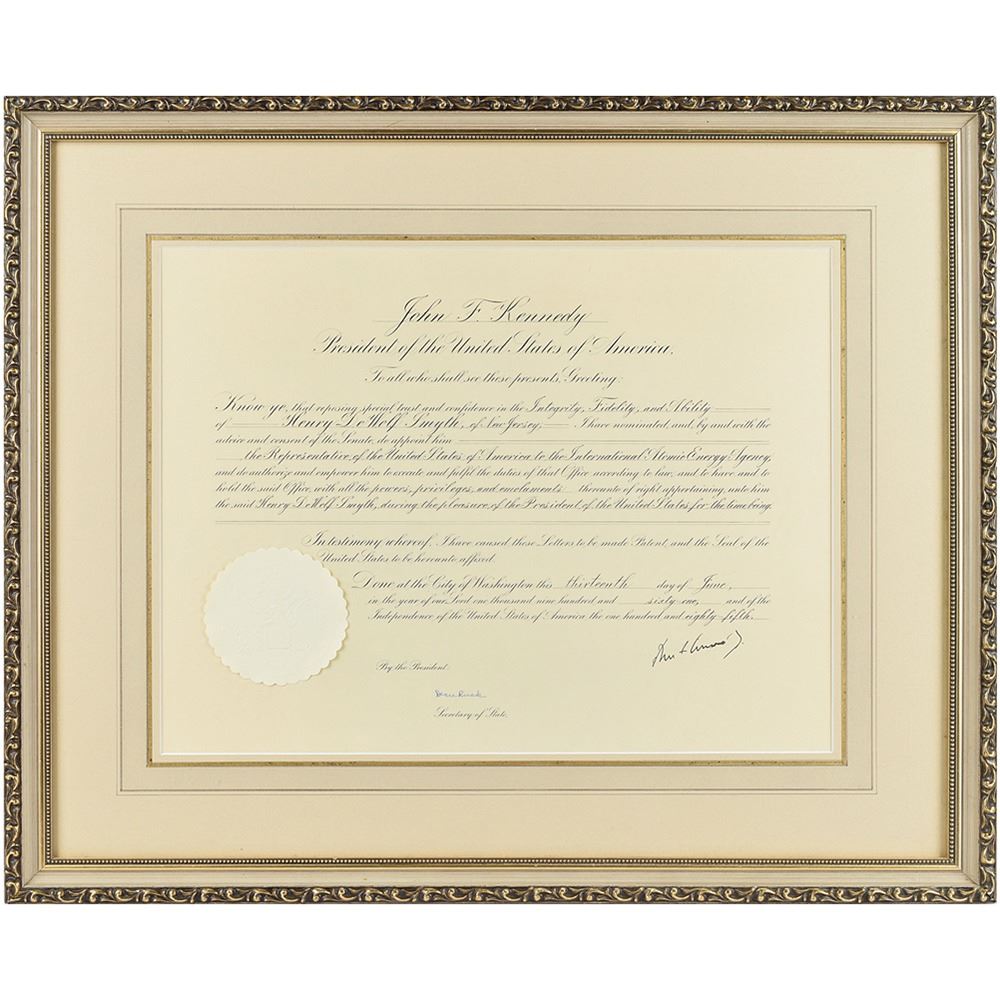 John F. Kennedy
President of the United States of America.
To all who shall see these presents, Greeting:
Know ye, that reposing special trust and confidence in the Integrity, Fidelity, and Ability
of Henry DeWolf Smyth, of New Jersey, I have nominated, and, by and with the
advice and consent of the Senate, do appoint him
the Representative of the United States of America to the International Atomic Energy Agency,
and do authorize and empower him to execute and fulfil the duties of that Office according to law, and to have and to
hold the said Office, with all the powers, privileges, and emoluments thereunto of right appertaining, unto him
the said Henry DeWolf Smyth, during the pleasure of the President of the United States for the time being.
In testimony whereof, I have caused these Letters to be made Patent, and the Seal of the
United States to be hereunto affixed.
Done at the City of Washington this thirteenth day of June,
in the year of our Lord one thousand nine hundred and sixty-one, and of the
Independence of the United States of America the one hundred and eighty-fifth.
By the President:
Dean Rusk
Secretary of State.